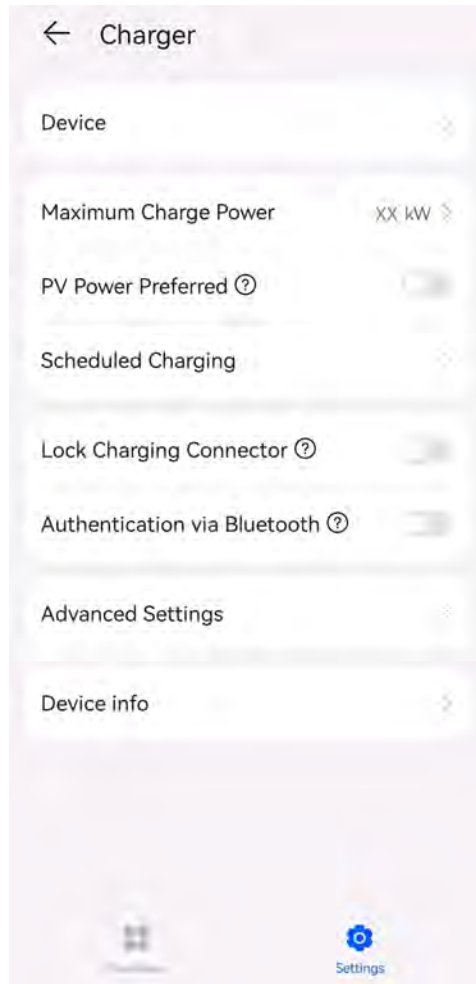 Charger
Device
Maximum Charge Power XX kW
PV Power Preferred
Scheduled Charging
Lock Charging Connector
Authentication via Bluetooth
Advanced Settings
Device info
Settings